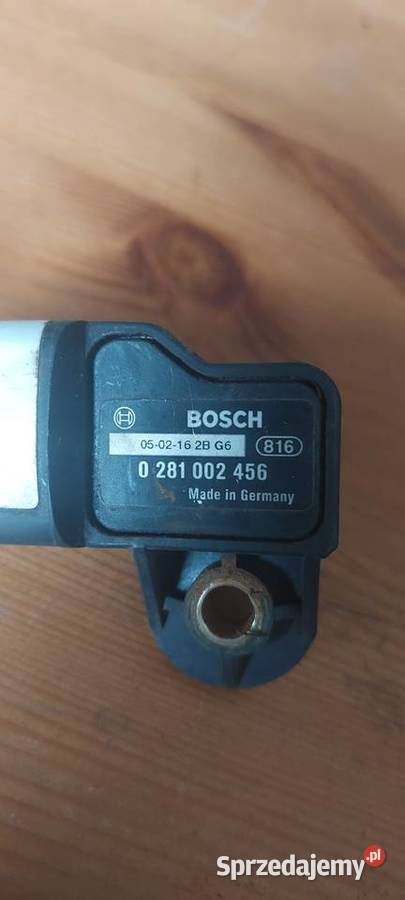 BOSCH
05-02-16 2B G6 816
0 281 002 456
Made in Germany
Sprzedajemy.pl